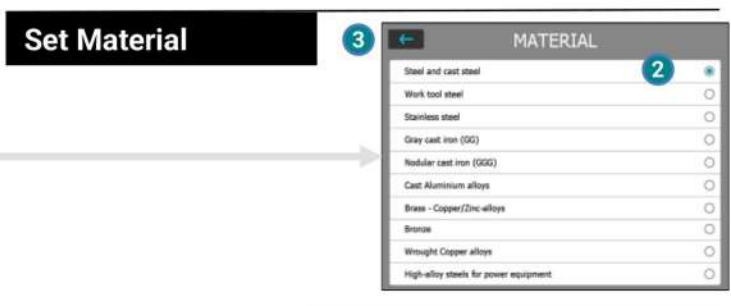 Set Material
3
← MATERIAL
Steel and cast steel
2
Work tool steel
Stainless steel
Gray cast iron (GG)
Nodular cast iron (GGG)
Cast Aluminium alloys
Brass - Copper/Zinc-alloys
Bronze
Wrought Copper alloys
High-alloy steels for power equipment